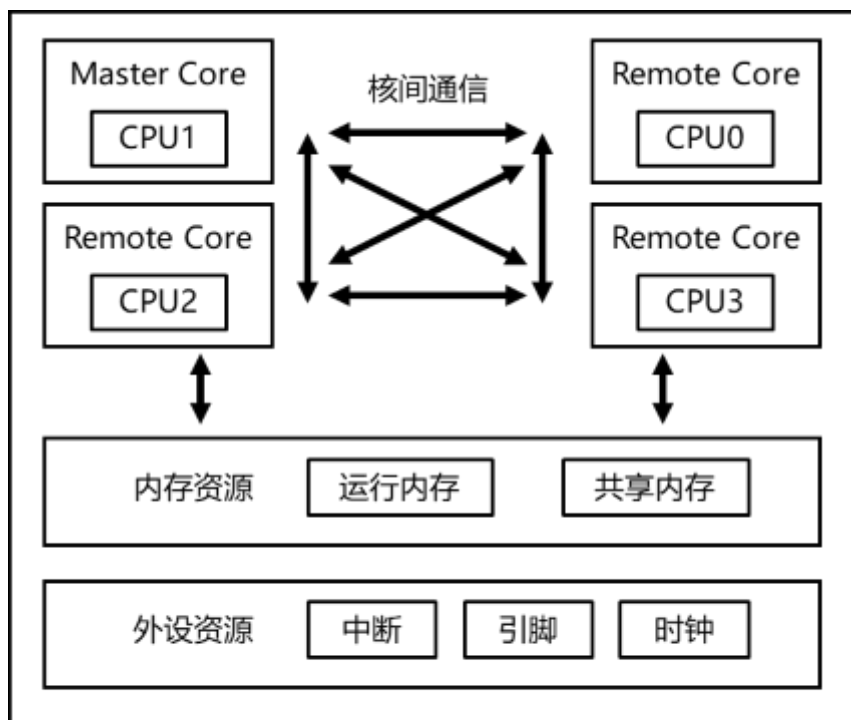 Master Core
CPU1
核间通信
Remote Core
CPU0
Remote Core
CPU2
Remote Core
CPU3
内存资源
运行内存
共享内存
外设资源
中断
引脚
时钟